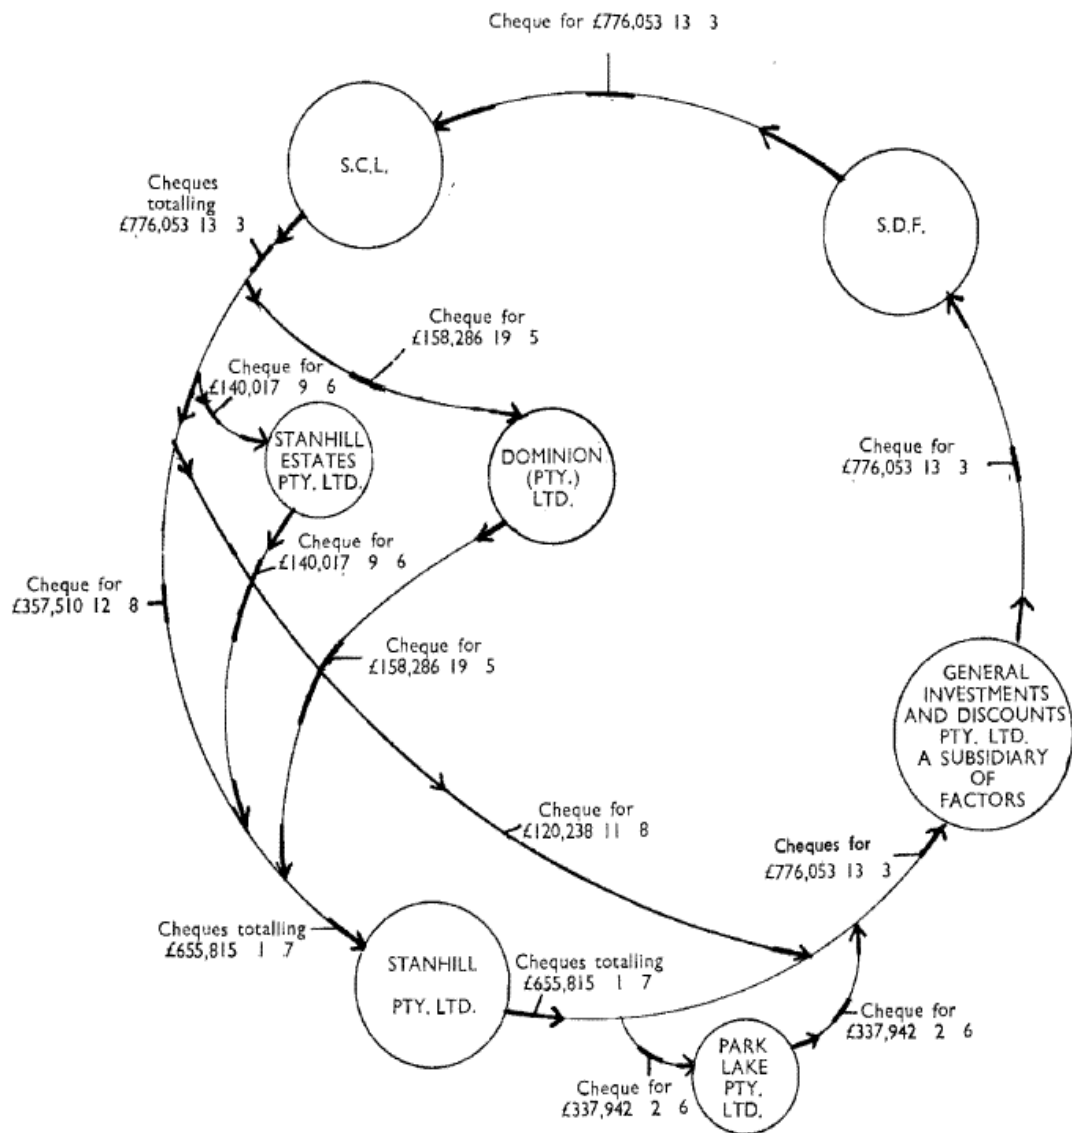 Cheque for £776,053 13 3
S.C.L.
Cheques
totalling
£776,053 13 3
S.D.F.
Cheque for
£158,286 19 5
Cheque for
£140,017 9 6
STANHILL
ESTATES
PTY. LTD.
DOMINION
(PTY.)
LTD.
Cheque for
£776,053 13 3
Cheque for
£140,017 9 6
Cheque for
£357,510 12 8
Cheque for
£158,286 19 5
GENERAL
INVESTMENTS
AND DISCOUNTS
PTY. LTD.
A SUBSIDIARY
OF
FACTORS
Cheque for
£120,238 11 8
Cheques for
£776,053 13 3
Cheques totalling
£655,815 1 7
STANHILL
PTY. LTD.
Cheques totalling
£655,815 1 7
Cheque for
£337,942 2 6
PARK
LAKE
PTY.
LTD.
Cheque for
£337,942 2 6